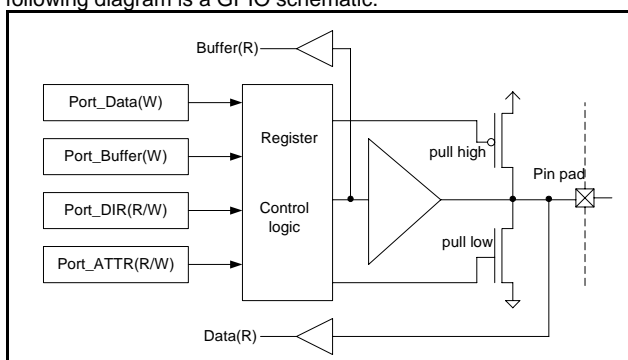 following diagram is a GPIO schematic.
Buffer(R)
Port_Data(W)
Port_Buffer(W)
Port_DIR(R/W)
Port_ATTR(R/W)
Register
Control
logic
pull high
Pin pad
pull low
Data(R)